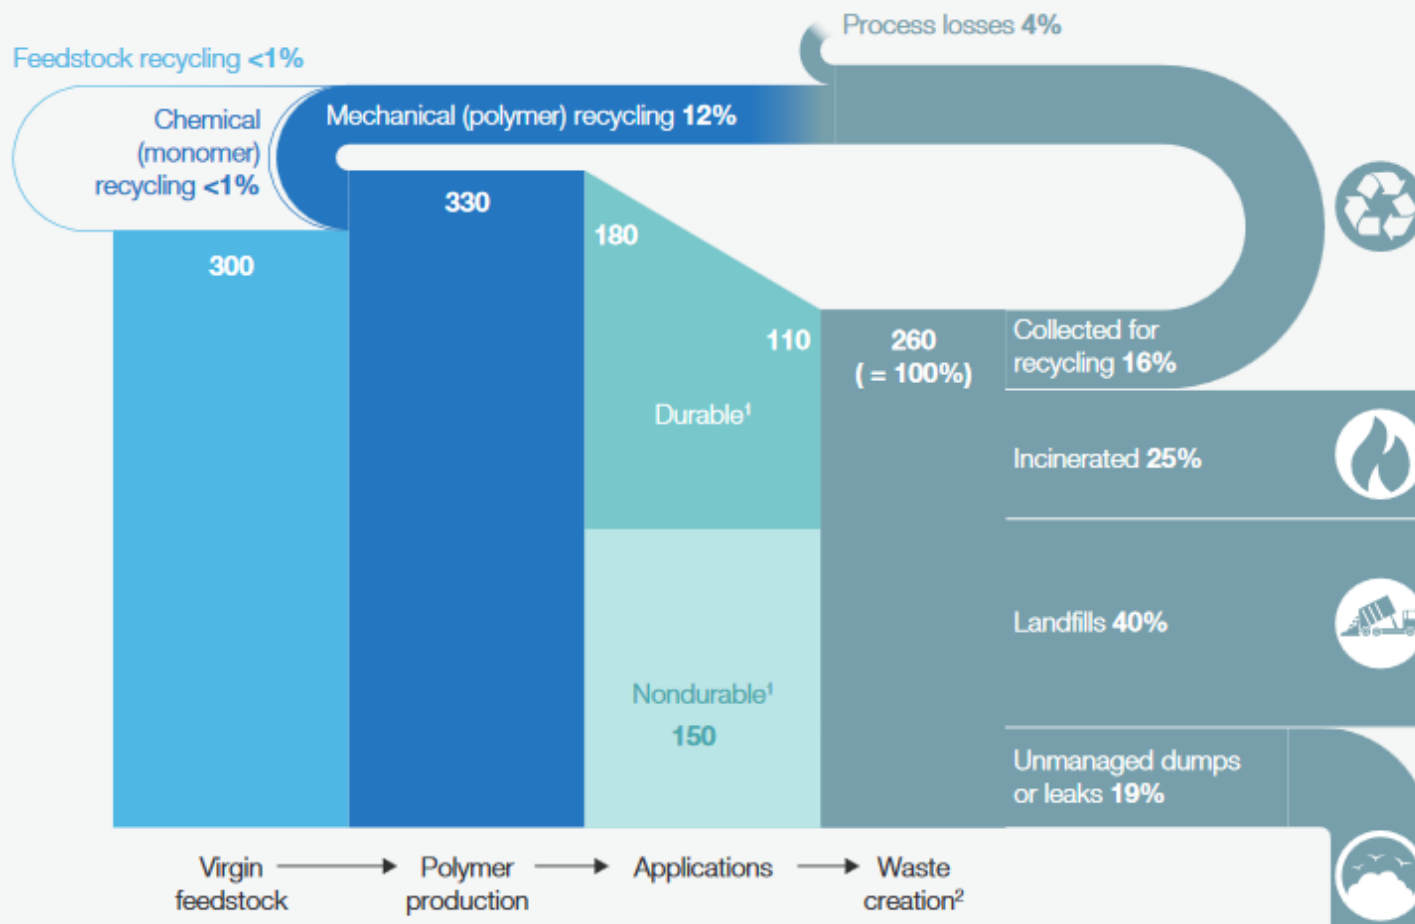 Process losses 4%
Feedstock recycling <1%
Chemical
(monomer)
recycling <1%
Mechanical (polymer) recycling 12%
300
330
180
110
Durable¹
Nondurable¹
150
260
( = 100%)
Collected for
recycling 16%
Incinerated 25%
Landfills 40%
Unmanaged dumps
or leaks 19%
Virgin
feedstock
Polymer
production
Applications
Waste
creation²